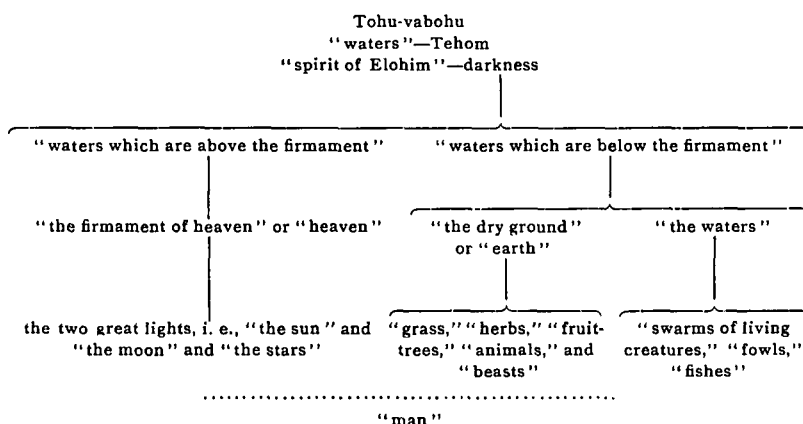 Tohu-vabohu
“waters”—Tehom
“spirit of Elohim”—darkness
“waters which are above the firmament”
“waters which are below the firmament”
“the firmament of heaven” or “heaven”
“the dry ground”
or “earth”
“the waters”
the two great lights, i. e., “the sun” and
“the moon” and “the stars”
“grass,” “herbs,” “fruit-
trees,” “animals,” and
“beasts”
“swarms of living
creatures,” “fowls,”
“fishes”
“man”